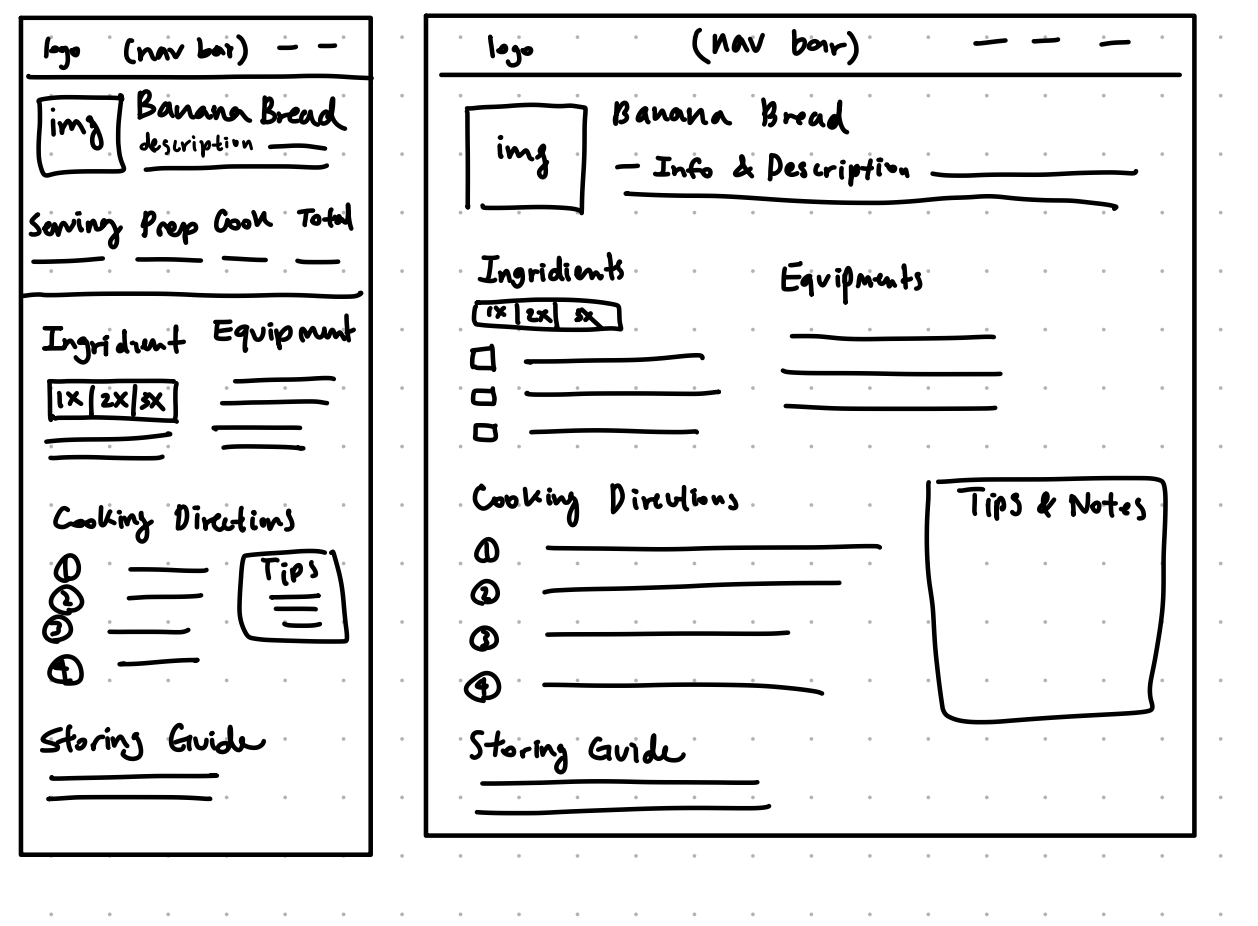 logo (nav bar)
img
Banana Bread
description
Serving Prep Cook Total
Ingridient Equipment
1X 2X 3X
Cooking Directions
1
2
3
4
Tips
Storing Guide
logo (nav bar)
img
Banana Bread
- Info & Description
Ingridients Equipments
1X 2X 3X
Cooking Directions
1
2
3
4
Tips & Notes
Storing Guide